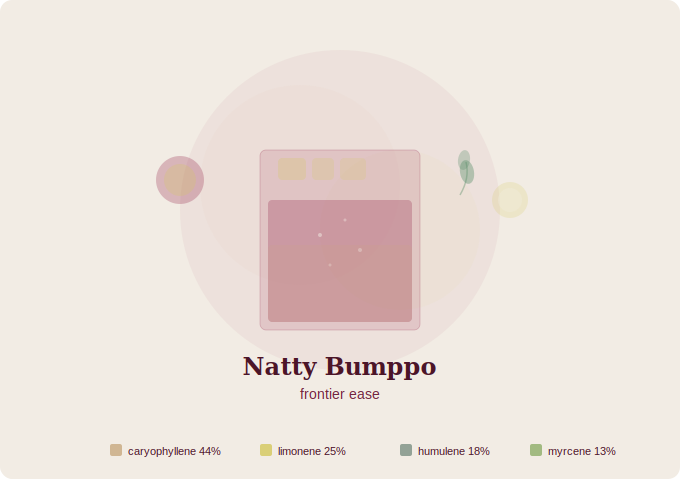 Natty Bumppo
frontier ease
caryophyllene 44% limonene 25% humulene 18% myrcene 13%